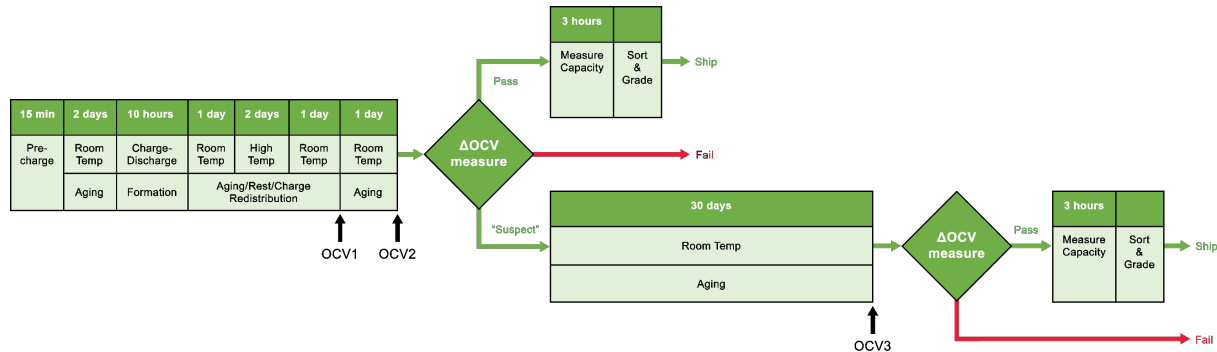 15 min
2 days
10 hours
1 day
2 days
1 day
1 day
Pre-
charge
Room
Temp
Charge-
Discharge
Room
Temp
High
Temp
Room
Temp
Room
Temp
Aging
Formation
Aging/Rest/Charge
Redistribution
Aging
OCV1
OCV2
ΔOCV
measure
Pass
3 hours
Measure
Capacity
Sort
&
Grade
Ship
Fail
"Suspect"
30 days
Room Temp
Aging
OCV3
ΔOCV
measure
Pass
3 hours
Measure
Capacity
Sort
&
Grade
Ship
Fail